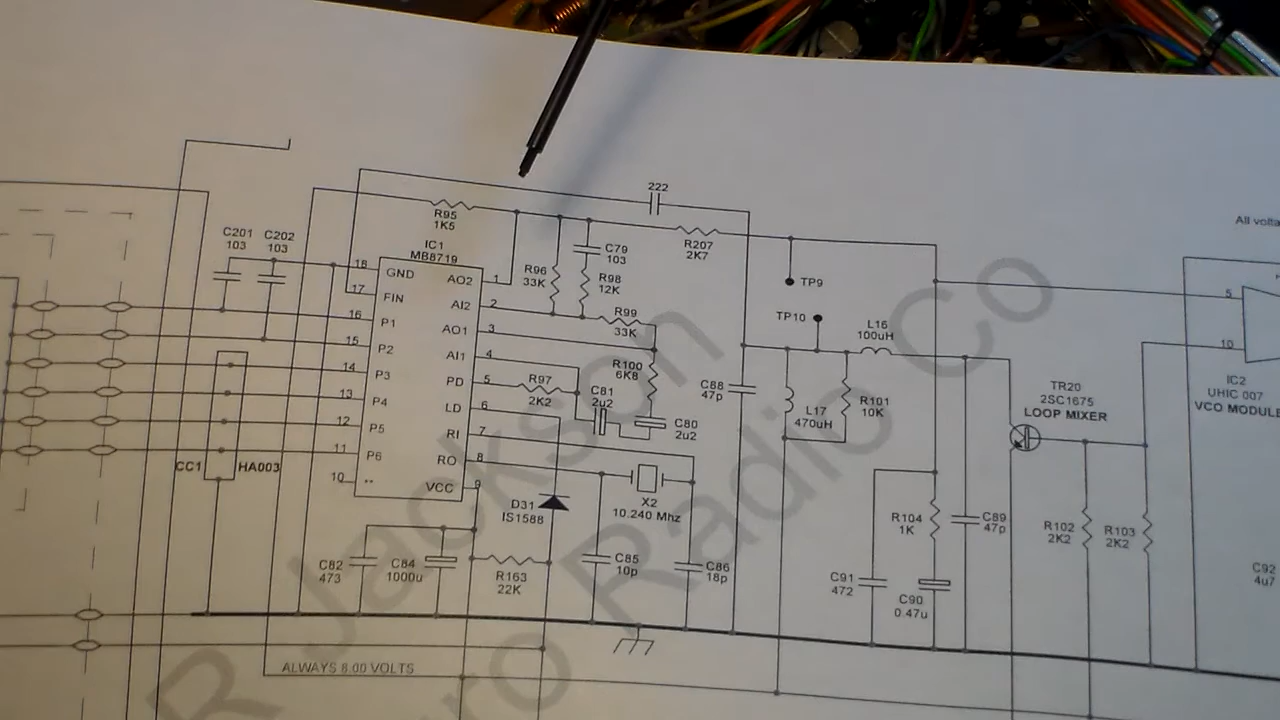 222
R95
1K5
C201
103
C202
103
IC1
MB8719
C79
103
R207
2K7
All volta
18
GND
17
FIN
16
P1
15
P2
14
P3
13
P4
12
P5
11
P6
10
AO2
1
AI2
2
AO1
3
AI1
4
PD
5
LD
6
RI
7
RO
8
VCC
9
R96
33K
R98
12K
R99
33K
R100
6K8
R97
2K2
C81
2u2
C80
2u2
TP9
TP10
L16
100uH
5
10
IC2
UHIC 007
VCO MODULE
C88
47p
L17
470uH
R101
10K
TR20
2SC1675
LOOP MIXER
CC1
HA003
D31
IS1588
X2
10.240 Mhz
R104
1K
C89
47p
R102
2K2
R103
2K2
C82
473
C84
1000u
R163
22K
C85
10p
C86
18p
C91
472
C90
0.47u
C92
4u7
ALWAYS 8.00 VOLTS
Jackson
Radio Co
R
uro